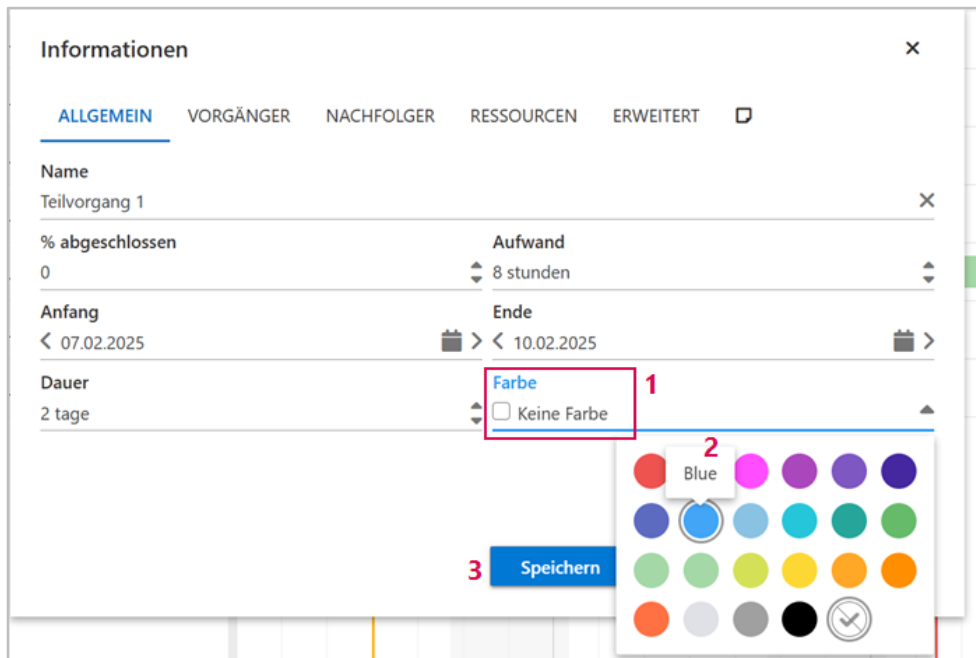 Informationen
ALLGEMEIN VORGÄNGER NACHFOLGER RESSOURCEN ERWEITERT
Name
Teilvorgang 1
% abgeschlossen Aufwand
0 8 stunden
Anfang Ende
07.02.2025 10.02.2025
Dauer Farbe 1
2 tage Keine Farbe
2
Blue
3 Speichern